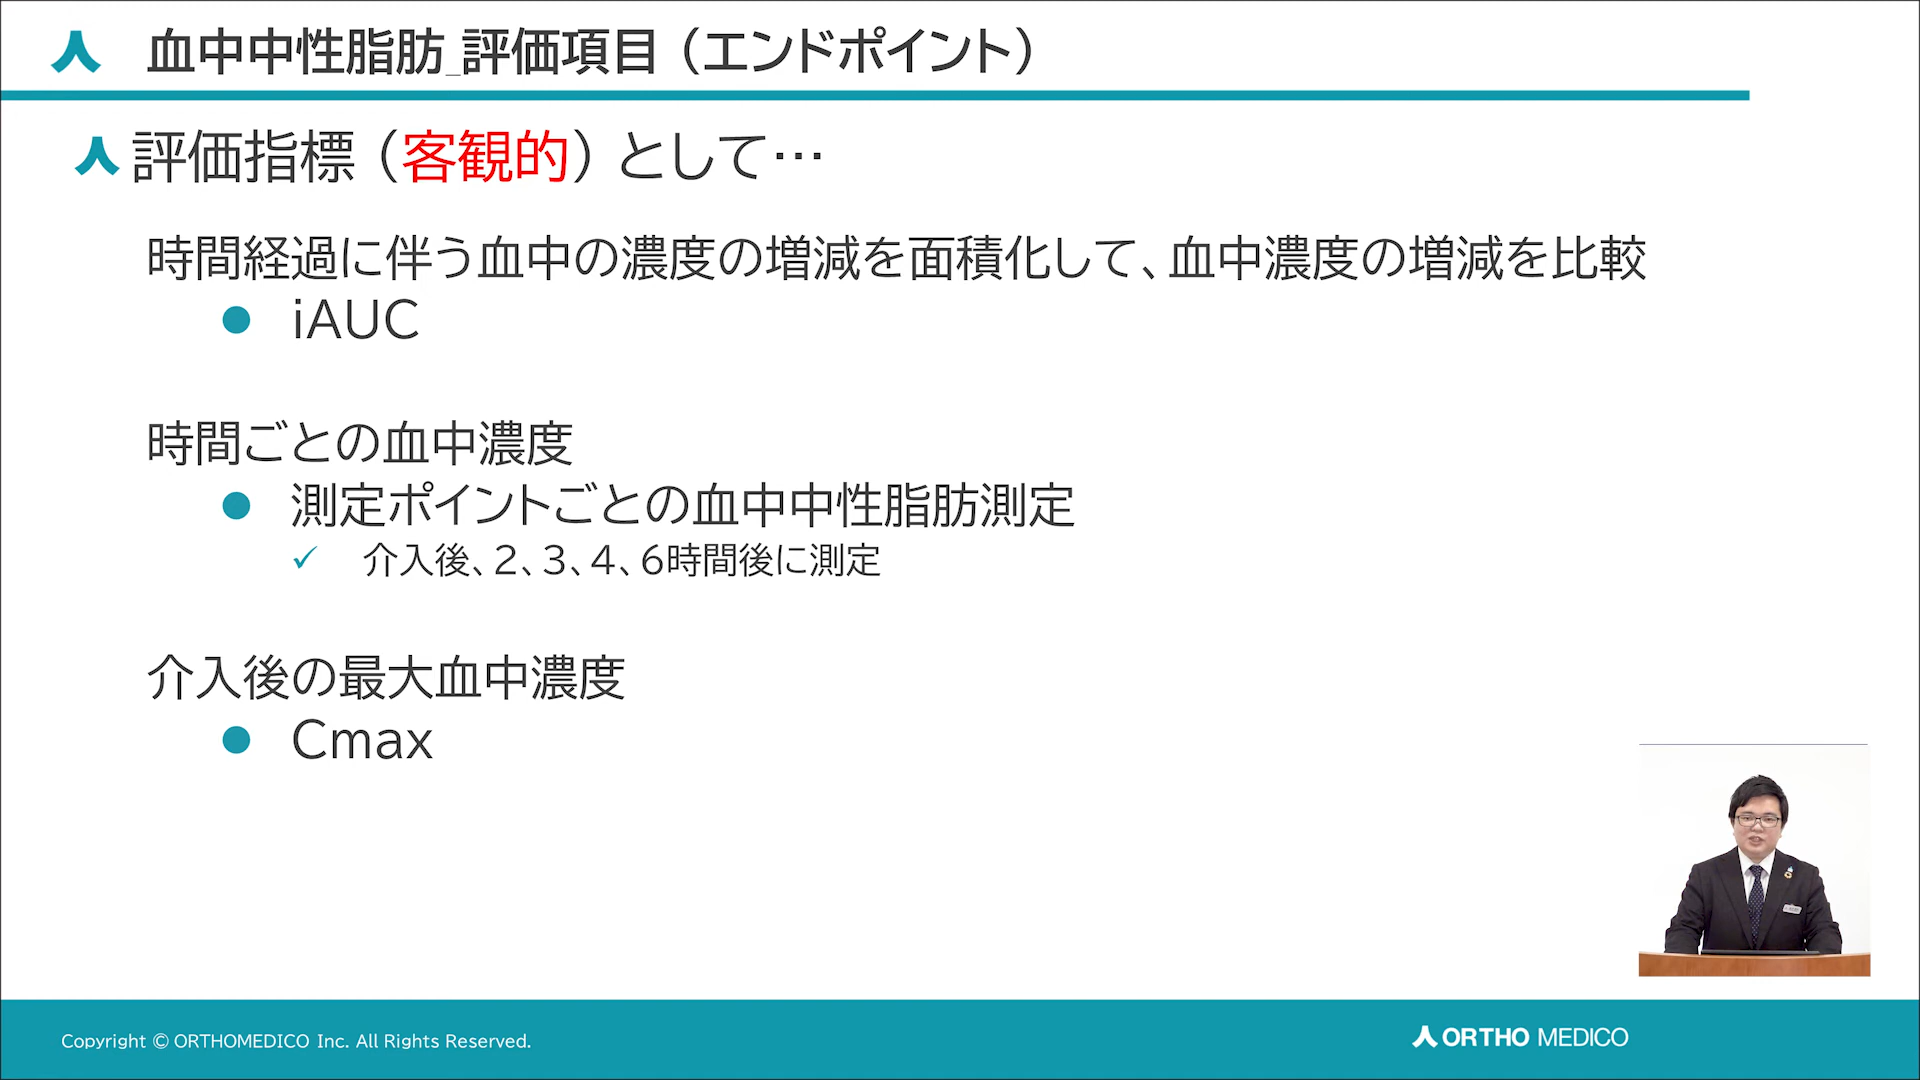 血中中性脂肪_評価項目（エンドポイント）
評価指標（客観的）として…
時間経過に伴う血中の濃度の増減を面積化して、血中濃度の増減を比較
● iAUC
時間ごとの血中濃度
● 測定ポイントごとの血中中性脂肪測定
✓ 介入後、2、3、4、6時間後に測定
介入後の最大血中濃度
● Cmax
Copyright © ORTHOMEDICO Inc. All Rights Reserved.
ORTHO MEDICO